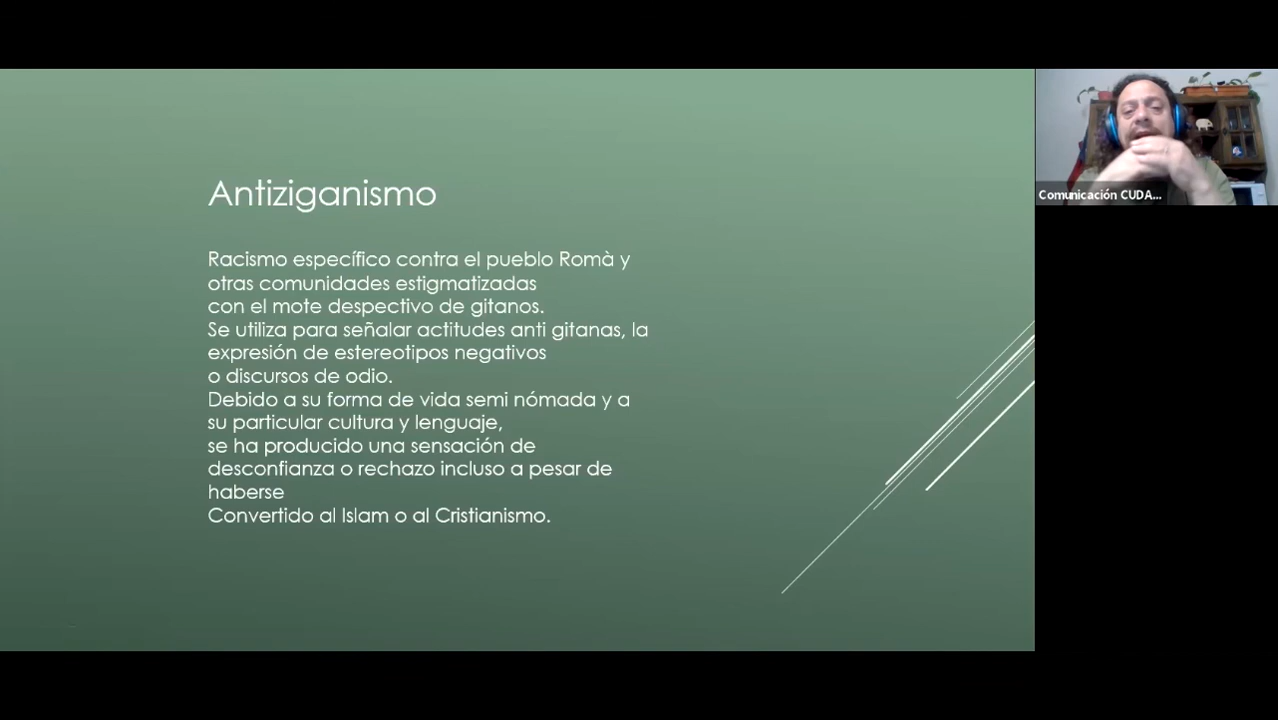 Antiziganismo
Racismo específico contra el pueblo Romà y
otras comunidades estigmatizadas
con el mote despectivo de gitanos.
Se utiliza para señalar actitudes anti gitanas, la
expresión de estereotipos negativos
o discursos de odio.
Debido a su forma de vida semi nómada y a
su particular cultura y lenguaje,
se ha producido una sensación de
desconfianza o rechazo incluso a pesar de
haberse
Convertido al Islam o al Cristianismo.
Comunicación CUDA...